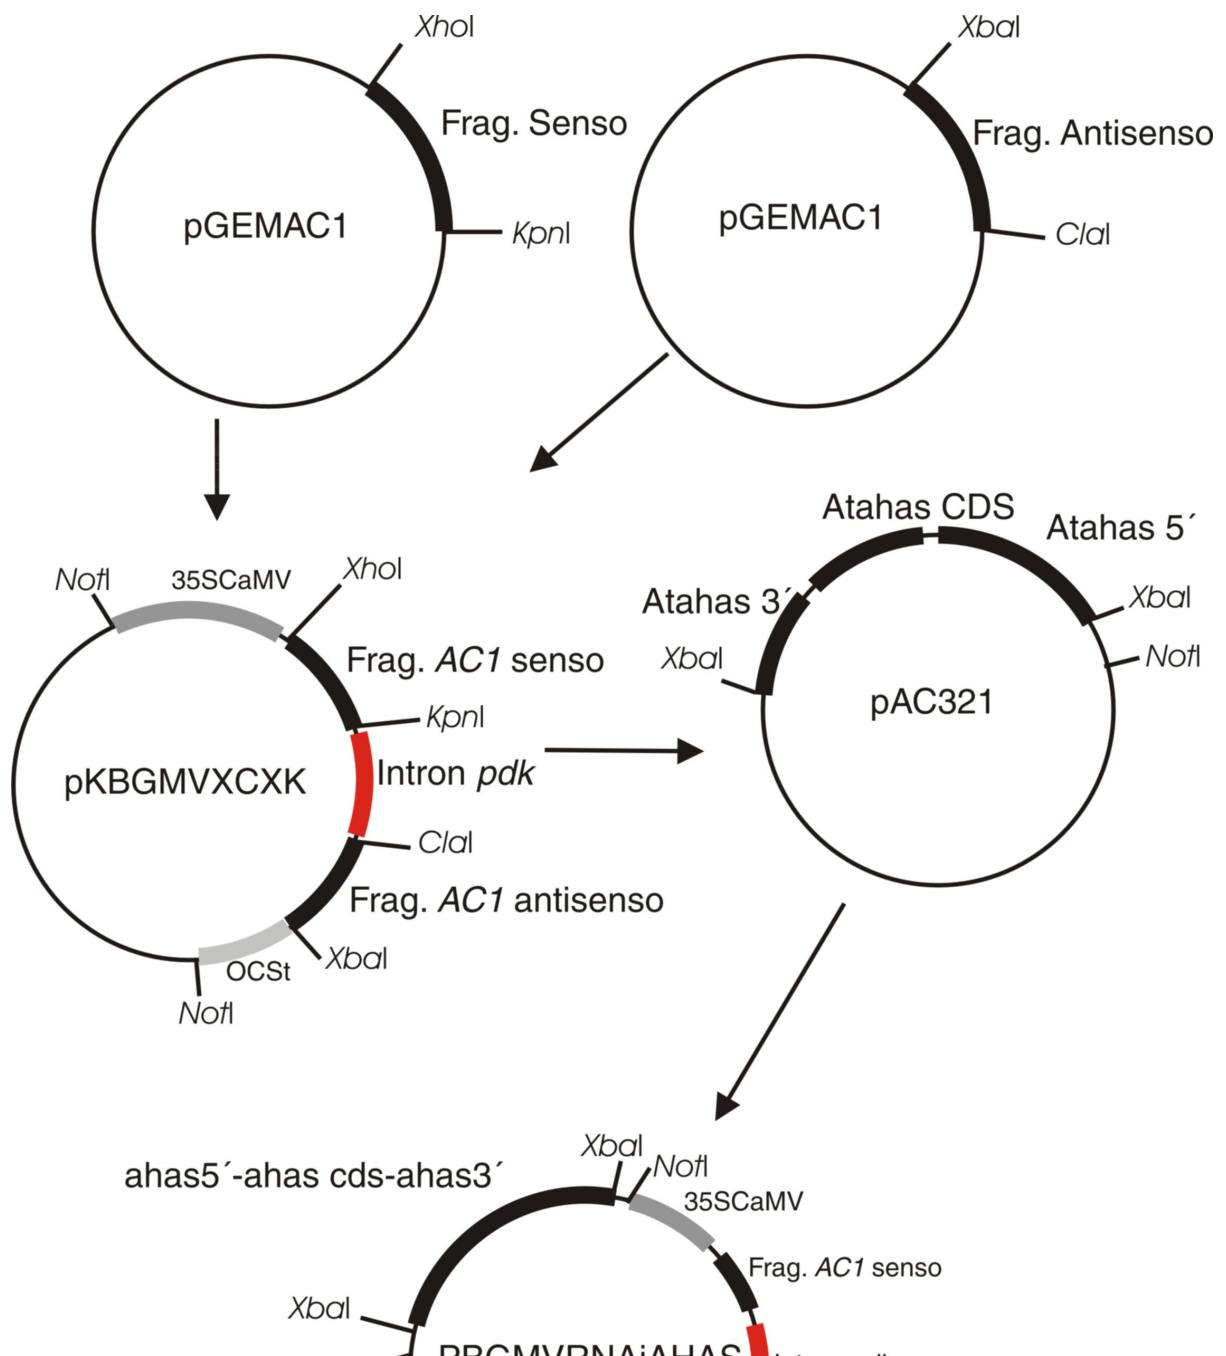 XhoI
XbaI
Frag. Senso
Frag. Antisenso
pGEMAC1
pGEMAC1
KpnI
ClaI
Atahas CDS
Atahas 5´
NotI
35SCaMV
XhoI
Atahas 3´
XbaI
Frag. AC1 senso
XbaI
NotI
KpnI
pAC321
pKBGMVXCXK
Intron pdk
ClaI
Frag. AC1 antisenso
XbaI
OCSt
NotI
XbaI
NotI
ahas5´-ahas cds-ahas3´
35SCaMV
Frag. AC1 senso
XbaI
PBGMVRNAiAHAS